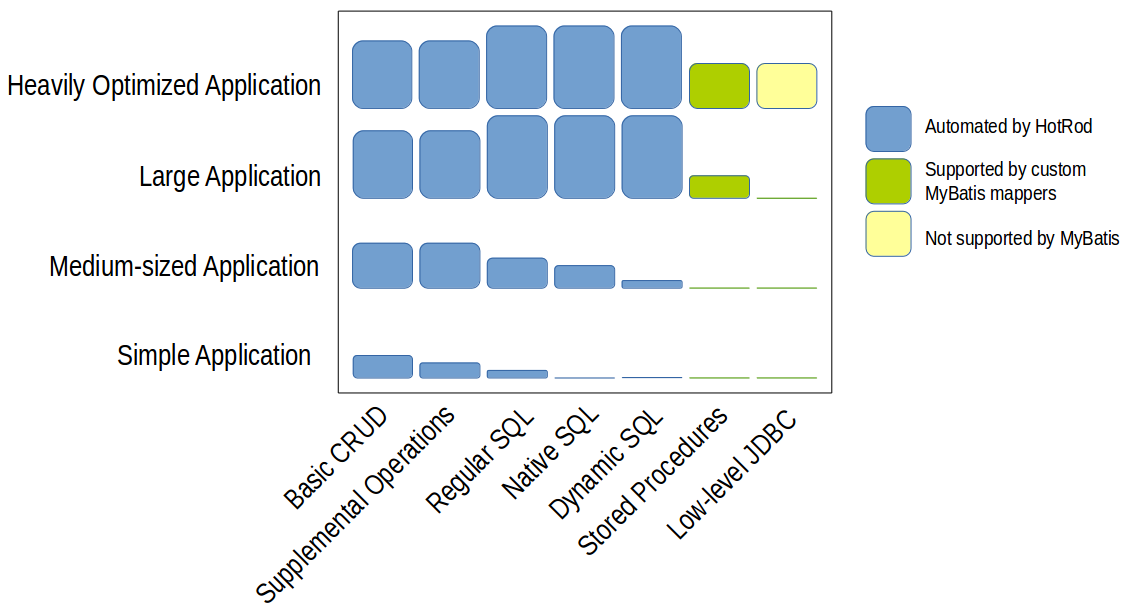 Heavily Optimized Application
Large Application
Medium-sized Application
Simple Application
Basic CRUD
Supplemental Operations
Regular SQL
Native SQL
Dynamic SQL
Stored Procedures
Low-level JDBC
Automated by HotRod
Supported by custom
MyBatis mappers
Not supported by MyBatis